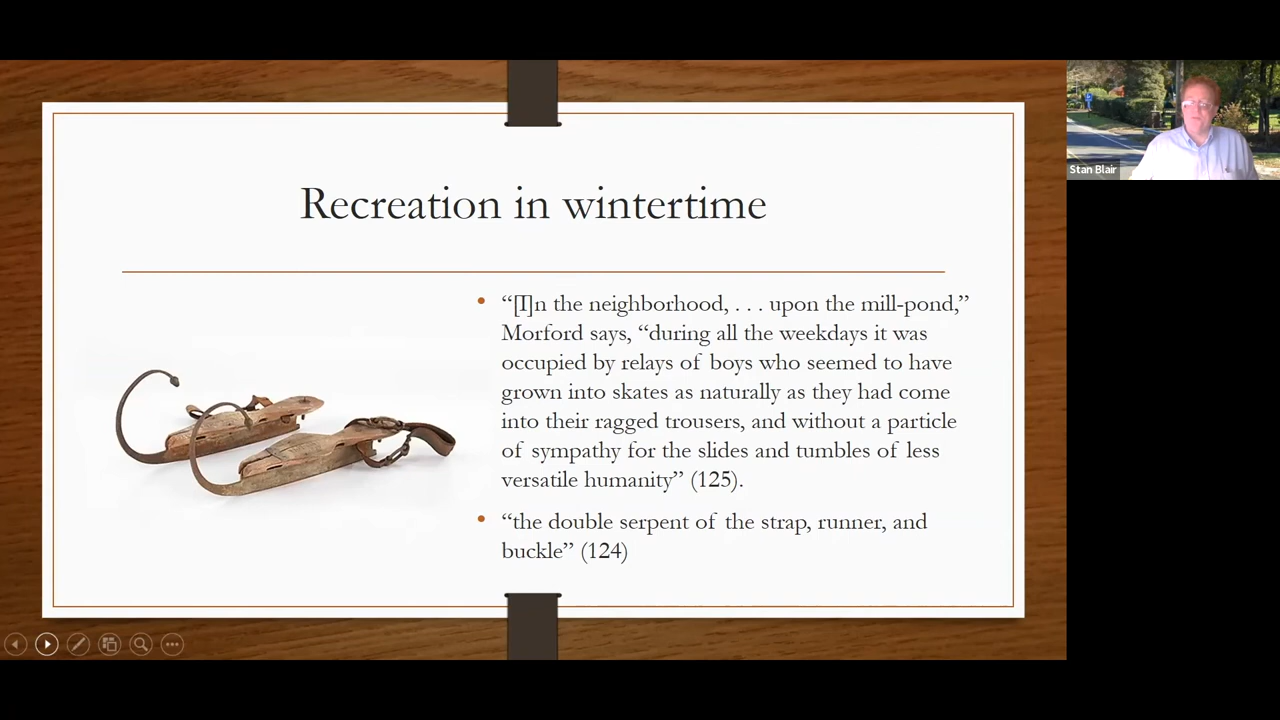 Recreation in wintertime
• “[I]n the neighborhood, . . . upon the mill-pond,”
Morford says, “during all the weekdays it was
occupied by relays of boys who seemed to have
grown into skates as naturally as they had come
into their ragged trousers, and without a particle
of sympathy for the slides and tumbles of less
versatile humanity” (125).
• “the double serpent of the strap, runner, and
buckle” (124)
Stan Blair